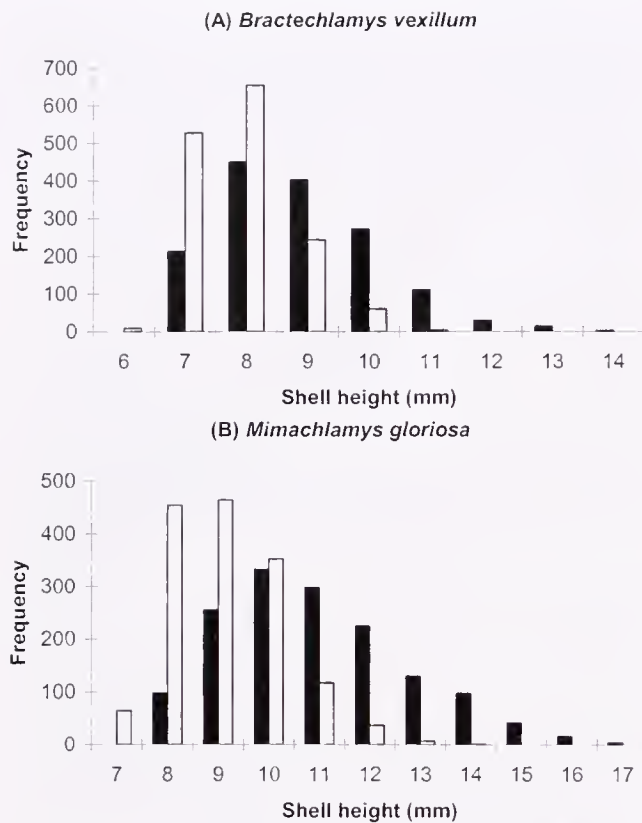 (A) Bractechlamys vexillum
700
600
500
400
300
200
100
0
Frequency
6 7 8 9 10 11 12 13 14
Shell height (mm)
(B) Mimachlamys gloriosa
500
400
300
200
100
0
Frequency
7 8 9 10 11 12 13 14 15 16 17
Shell height (mm)